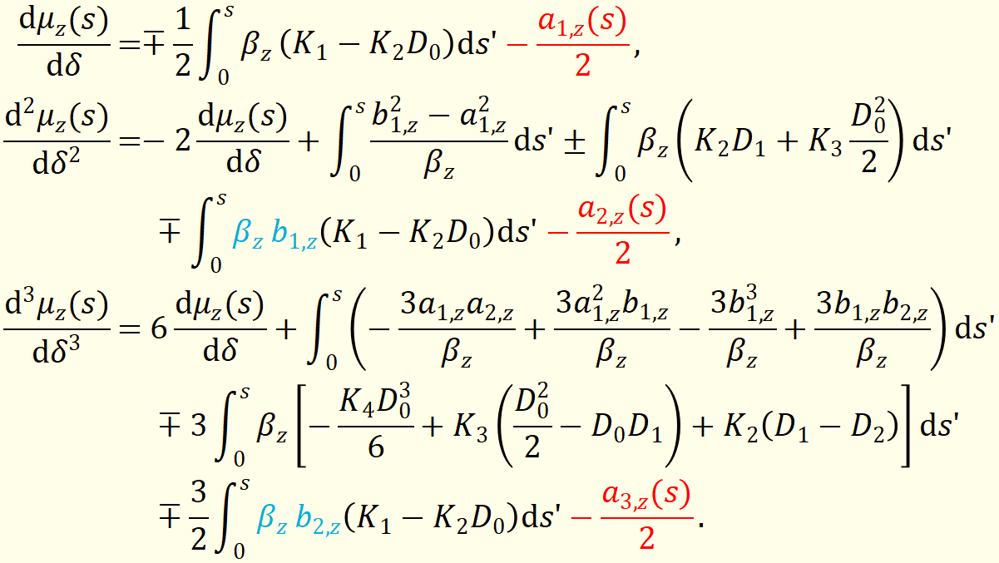 dμ_z(s)/dδ = ∓ 1/2 ∫_0^s β_z (K_1 − K_2 D_0) ds' − a_{1,z}(s)/2,
d²μ_z(s)/dδ² = − 2 dμ_z(s)/dδ + ∫_0^s (b_{1,z}^2 − a_{1,z}^2)/β_z ds' ± ∫_0^s β_z (K_2 D_1 + K_3 D_0^2/2) ds'
∓ ∫_0^s β_z b_{1,z} (K_1 − K_2 D_0) ds' − a_{2,z}(s)/2,
d³μ_z(s)/dδ³ = 6 dμ_z(s)/dδ + ∫_0^s (− 3a_{1,z}a_{2,z}/β_z + 3a_{1,z}^2 b_{1,z}/β_z − 3b_{1,z}^3/β_z + 3b_{1,z}b_{2,z}/β_z) ds'
∓ 3 ∫_0^s β_z [− K_4 D_0^3/6 + K_3 (D_0^2/2 − D_0 D_1) + K_2 (D_1 − D_2)] ds'
∓ 3/2 ∫_0^s β_z b_{2,z} (K_1 − K_2 D_0) ds' − a_{3,z}(s)/2.